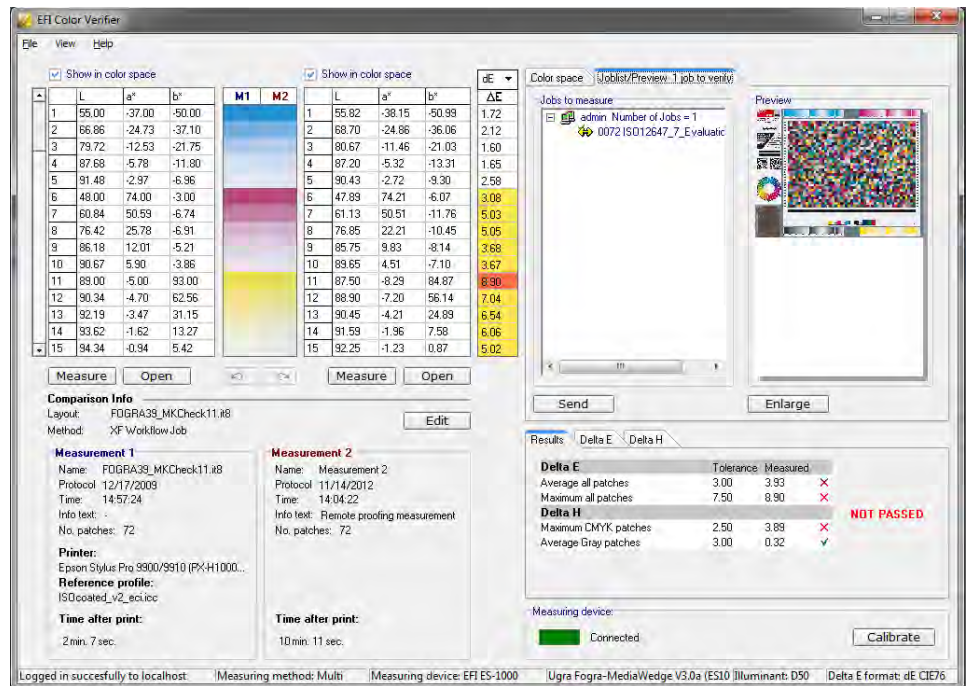 EFI Color Verifier
File View Help
Show in color space Show in color space dE
L a* b* M1 M2 L a* b* ΔE
1 55.00 -37.00 -50.00 1 55.82 -38.15 -50.99 1.72
2 66.86 -24.73 -37.10 2 68.70 -24.86 -36.06 2.12
3 79.72 -12.53 -21.75 3 80.67 -11.46 -21.03 1.60
4 87.68 -5.78 -11.80 4 87.20 -5.32 -13.31 1.65
5 91.48 -2.97 -6.96 5 90.43 -2.72 -9.30 2.58
6 48.00 74.00 -3.00 6 47.89 74.21 -6.07 3.08
7 60.84 50.59 -6.74 7 61.13 50.51 -11.76 5.03
8 76.42 25.78 -6.91 8 76.85 22.21 -10.45 5.05
9 86.18 12.01 -5.21 9 85.75 9.83 -8.14 3.68
10 90.67 5.90 -3.86 10 89.65 4.51 -7.10 3.67
11 89.00 -5.00 93.00 11 87.50 -8.29 84.87 8.90
12 90.34 -4.70 62.56 12 88.90 -7.20 56.14 7.04
13 92.19 -3.47 31.15 13 90.45 -4.21 24.89 6.54
14 93.62 -1.62 13.27 14 91.59 -1.96 7.58 6.06
15 94.34 -0.94 5.42 15 92.25 -1.23 0.87 5.02
Measure Open Measure Open
Comparison Info
Layout: FOGRA39_MKCheck11.it8
Method: XF Workflow Job
Edit
Measurement 1
Name: FOGRA39_MKCheck11.it8
Protocol 12/17/2009
Time: 14:57:24
Info text: -
No. patches: 72
Printer:
Epson Stylus Pro 9900/9910 (PX-H1000...
Reference profile:
ISOcoated_v2_eci.icc
Time after print:
2 min. 7 sec.
Measurement 2
Name: Measurement 2
Protocol 11/14/2012
Time: 14:04:22
Info text: Remote proofing measurement
No. patches: 72
Time after print:
10 min. 11 sec.
Color space Joblist/Preview 1 job to verify
Jobs to measure
admin Number of Jobs = 1
0072 ISO12647_7_Evaluatic
Preview
Send Enlarge
Results Delta E Delta H
Delta E Tolerance Measured
Average all patches 3.00 3.93
Maximum all patches 7.50 8.90
Delta H
Maximum CMYK patches 2.50 3.89
Average Gray patches 3.00 0.32
NOT PASSED
Measuring device:
Connected
Calibrate
Logged in succesfully to localhost Measuring method: Multi Measuring device: EFI ES-1000 Ugra Fogra-MediaWedge V3.0a (ES10 Illuminant: D50 Delta E format: dE CIE76